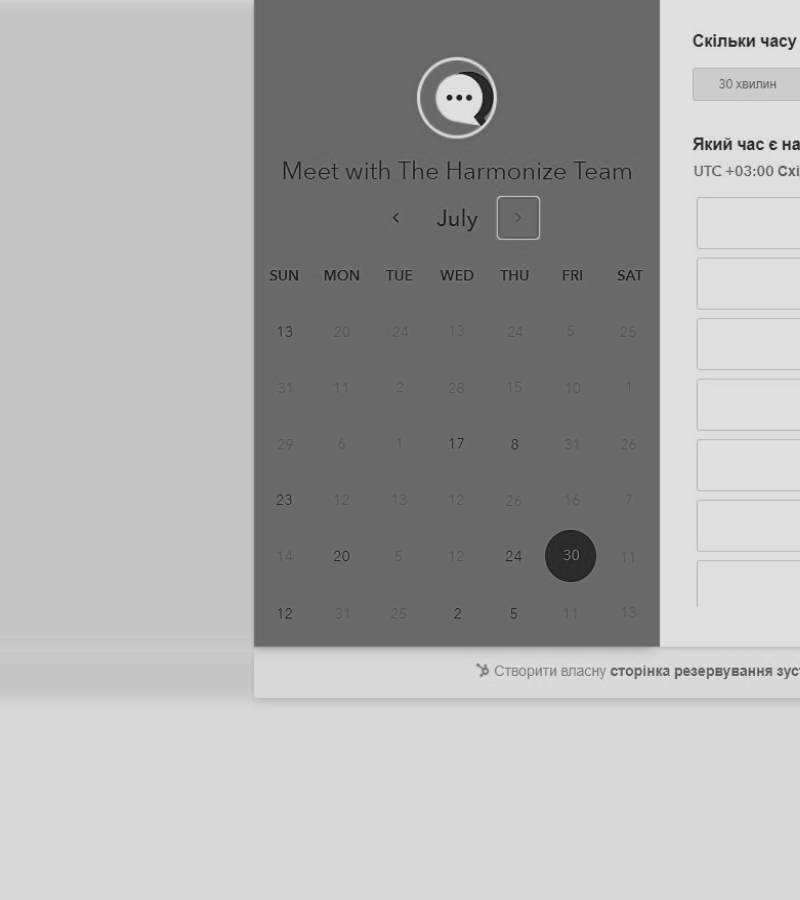 Meet with The Harmonize Team
July
SUN MON TUE WED THU FRI SAT
13 20 24 13 24 5 25
31 11 2 28 15 10 1
29 6 1 17 8 31 26
23 12 13 12 26 16 7
14 20 5 12 24 30 11
12 31 25 2 5 11 13
Скільки часу
30 хвилин
Який час є на
UTC +03:00 Схі
Створити власну сторінка резервування зус